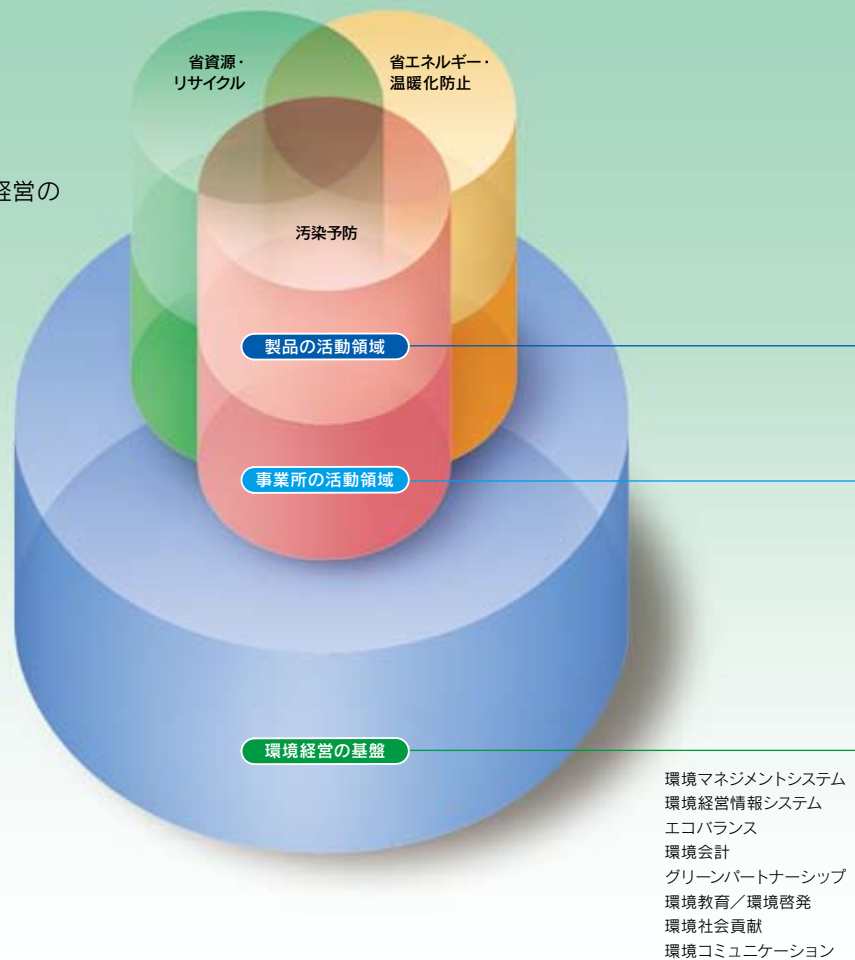 省資源・
リサイクル
省エネルギー・
温暖化防止
経営の
汚染予防
製品の活動領域
事業所の活動領域
環境経営の基盤
環境マネジメントシステム
環境経営情報システム
エコバランス
環境会計
グリーンパートナーシップ
環境教育／環境啓発
環境社会貢献
環境コミュニケーション